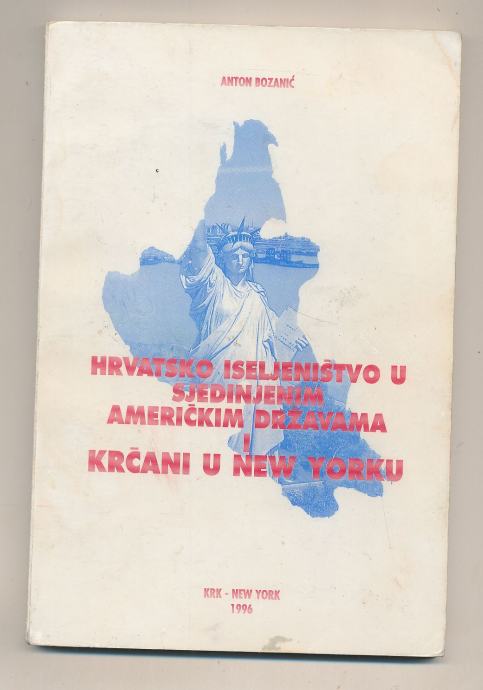 ANTON BOZANIĆ
HRVATSKO ISELJENIŠTVO U
SJEDINJENIM
AMERIČKIM DRŽAVAMA
I
KRČANI U NEW YORKU
KRK - NEW YORK
1996